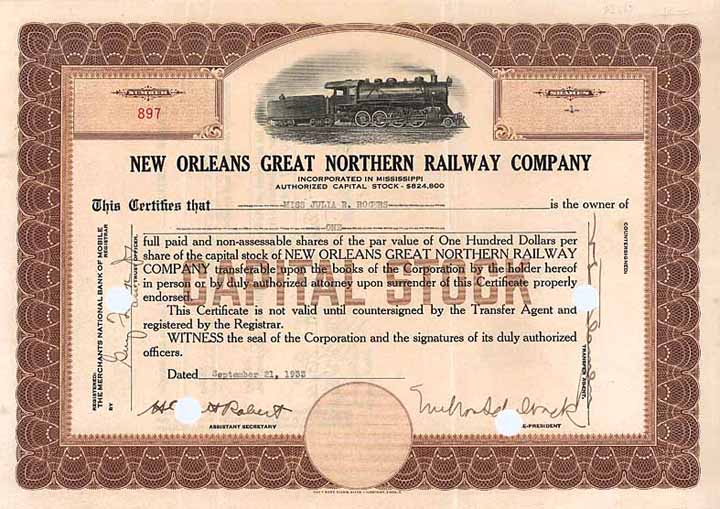 NUMBER
897
SHARES
NEW ORLEANS GREAT NORTHERN RAILWAY COMPANY
INCORPORATED IN MISSISSIPPI
AUTHORIZED CAPITAL STOCK - $824,800
This Certifies that MISS JULIA R. ROGERS is the owner of
ONE
full paid and non-assessable shares of the par value of One Hundred Dollars per
share of the capital stock of NEW ORLEANS GREAT NORTHERN RAILWAY
COMPANY transferable upon the books of the Corporation by the holder hereof
in person or by duly authorized attorney upon surrender of this Certificate properly
endorsed.
CAPITAL STOCK
This Certificate is not valid until countersigned by the Transfer Agent and
registered by the Registrar.
WITNESS the seal of the Corporation and the signatures of its duly authorized
officers.
Dated September 21, 1933
ASSISTANT SECRETARY
E-PRESIDENT
REGISTERED:
THE MERCHANTS NATIONAL BANK OF MOBILE
REGISTRAR
BY
TRUST OFFICER.
COUNTERSIGNED:
TRANSFER AGENT.